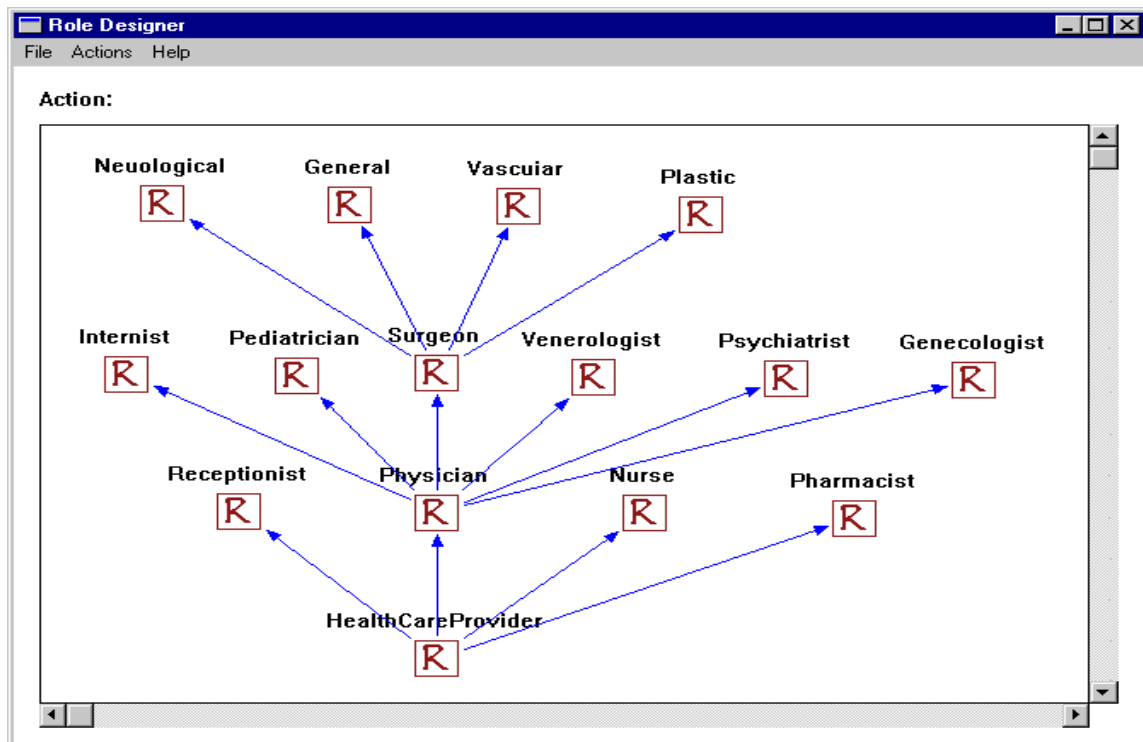 Role Designer
File Actions Help
Action:
Neuological General Vascuiar Plastic
R R R R
Internist Pediatrician Surgeon Venerologist Psychiatrist Genecologist
R R R R R R
Receptionist Physician Nurse Pharmacist
R R R R
HealthCareProvider
R